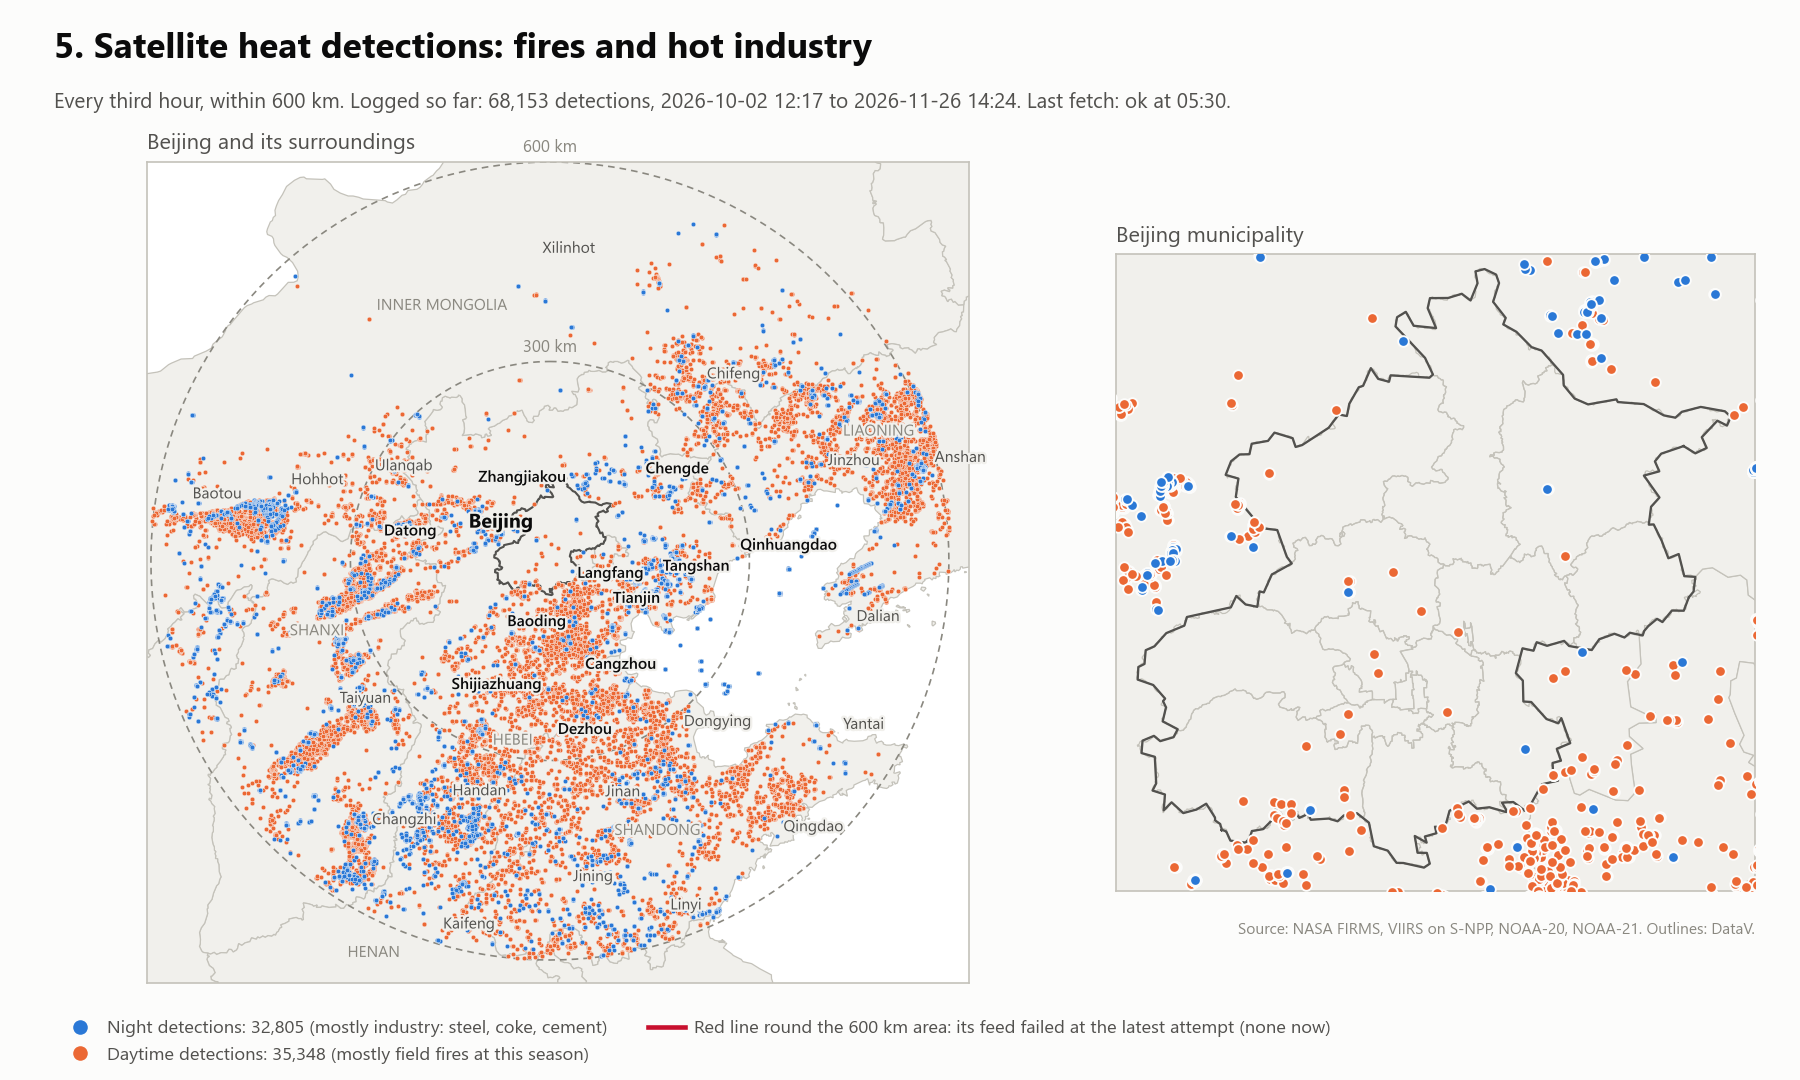 5. Satellite heat detections: fires and hot industry
Every third hour, within 600 km. Logged so far: 68,153 detections, 2026-10-02 12:17 to 2026-11-26 14:24. Last fetch: ok at 05:30.
Beijing and its surroundings
600 km
Xilinhot
INNER MONGOLIA
300 km
Chifeng
LIAONING
Anshan
Jinzhou
Ulanqab
Chengde
Zhangjiakou
Hohhot
Baotou
Beijing
Datong
Qinhuangdao
Tangshan
Langfang
Tianjin
Dalian
Baoding
SHANXI
Cangzhou
Shijiazhuang
Taiyuan
Dongying
Yantai
Dezhou
HEBEI
Handan
Jinan
Changzhi
SHANDONG
Qingdao
Jining
Linyi
Kaifeng
HENAN
Beijing municipality
Source: NASA FIRMS, VIIRS on S-NPP, NOAA-20, NOAA-21. Outlines: DataV.
Night detections: 32,805 (mostly industry: steel, coke, cement)
Red line round the 600 km area: its feed failed at the latest attempt (none now)
Daytime detections: 35,348 (mostly field fires at this season)